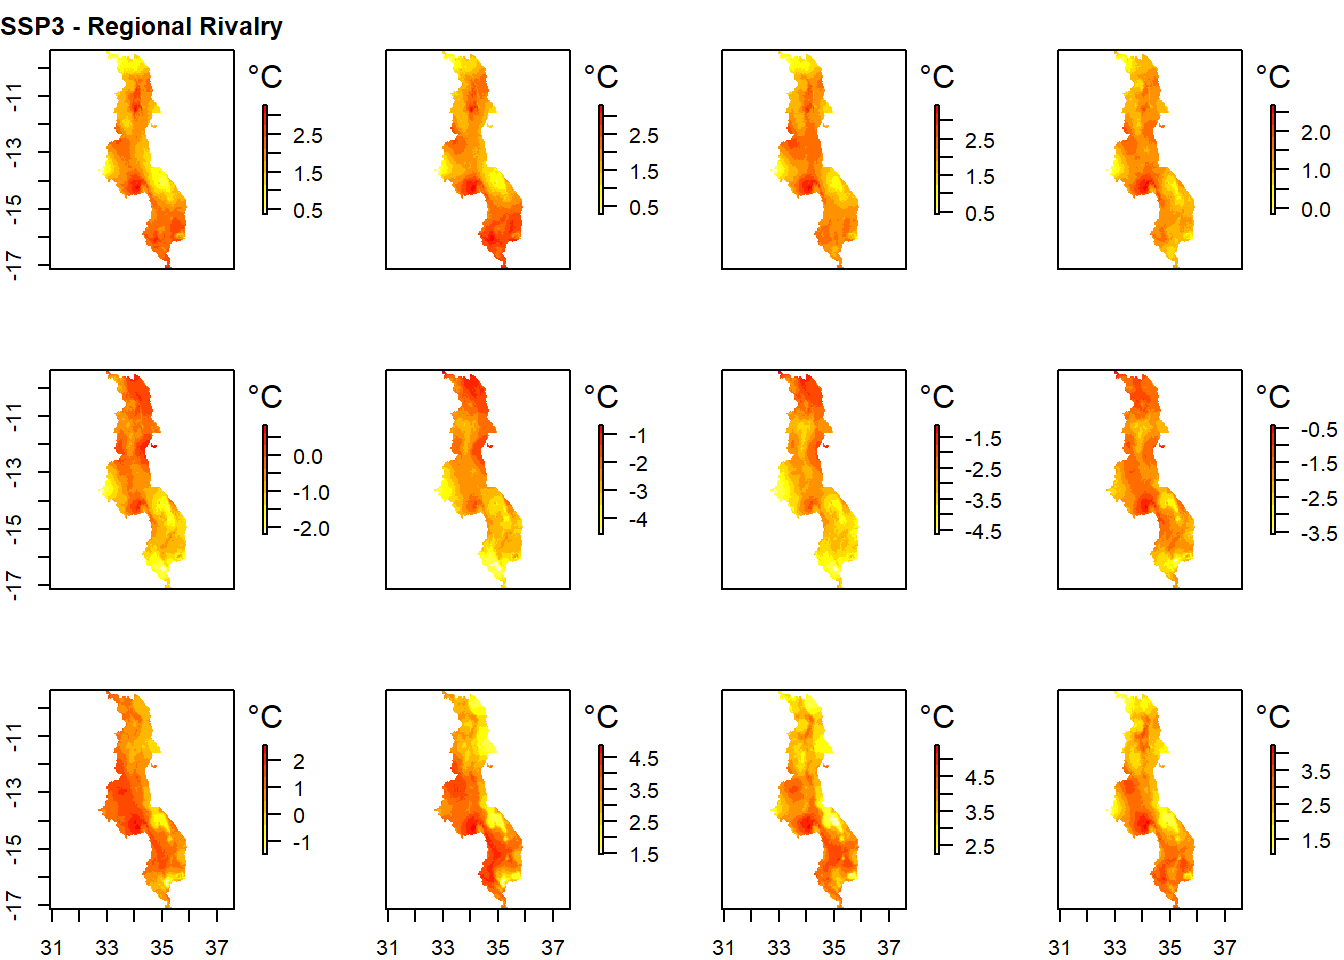 SSP3 - Regional Rivalry
°C °C °C °C
-11 -13 -15 -17
2.5 1.5 0.5
2.5 1.5 0.5
2.5 1.5 0.5
2.0 1.0 0.0
°C °C °C °C
-11 -13 -15 -17
0.0 -1.0 -2.0
-1 -2 -3 -4
-1.5 -2.5 -3.5 -4.5
-0.5 -1.5 -2.5 -3.5
°C °C °C °C
-11 -13 -15 -17
2 1 0 -1
4.5 3.5 2.5 1.5
4.5 3.5 2.5
3.5 2.5 1.5
31 33 35 37 31 33 35 37 31 33 35 37 31 33 35 37